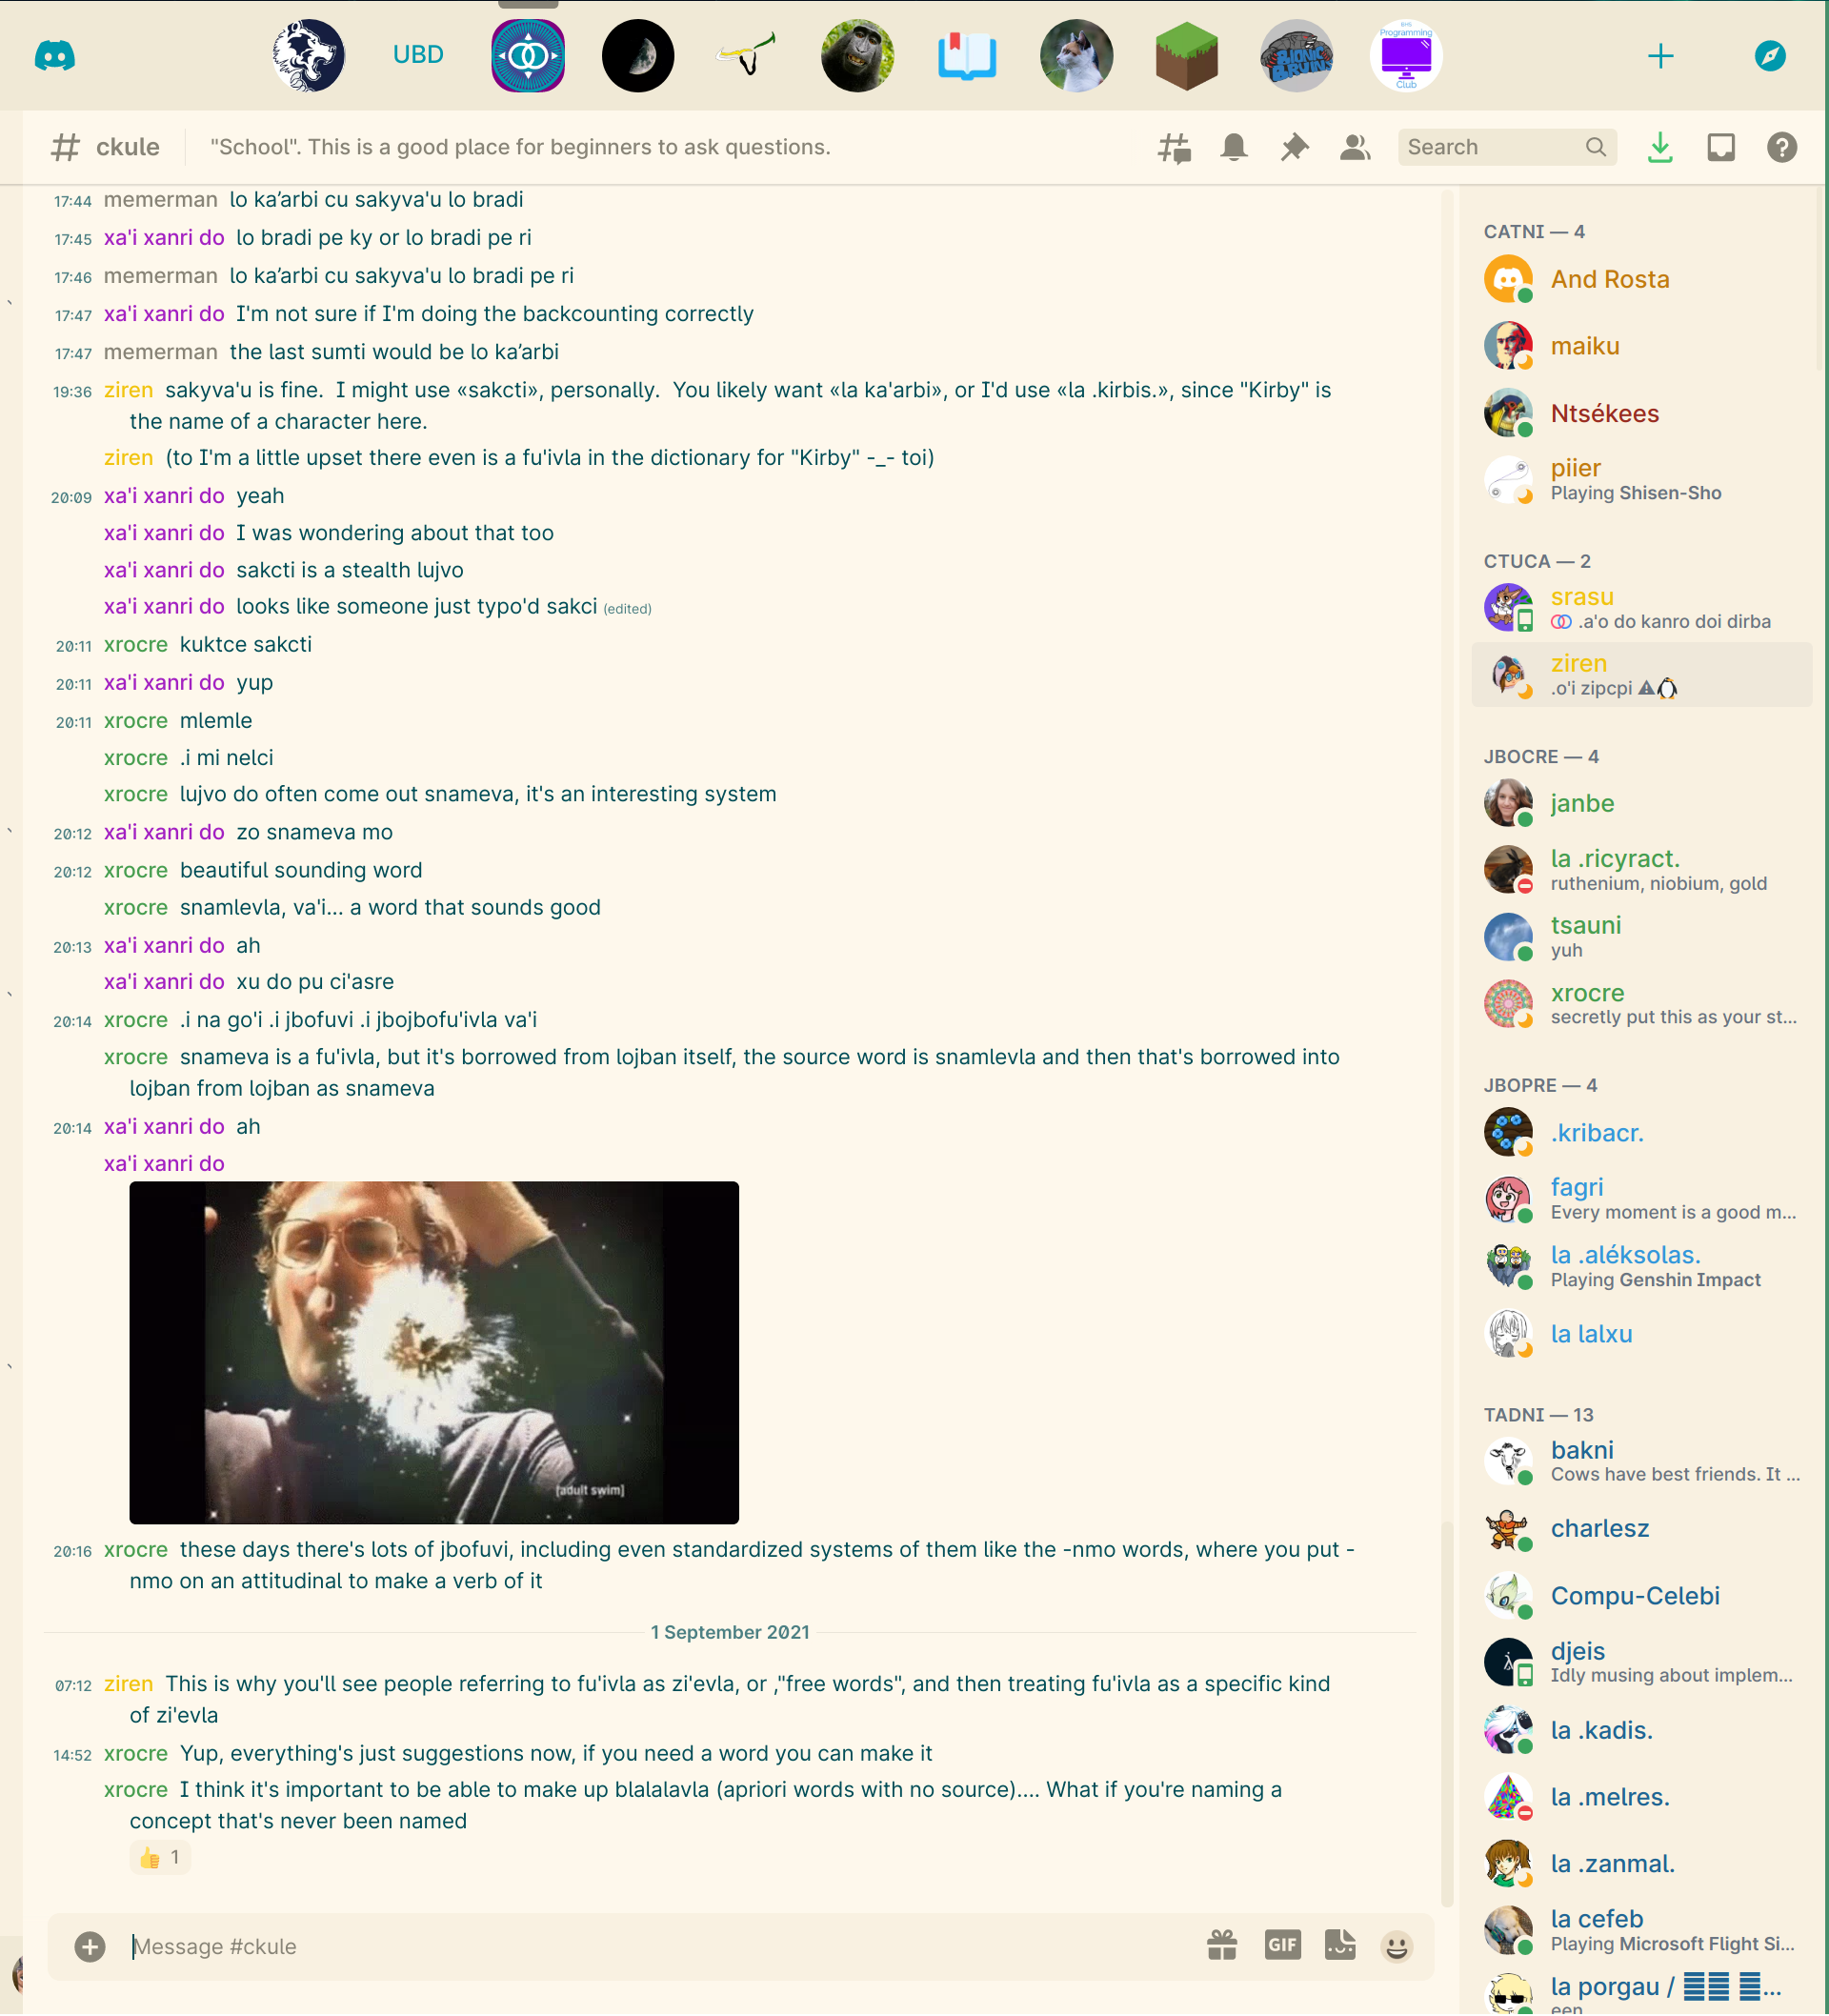 UBD
BHS
Programming
Club
BIONIC
BRUIN
# ckule
"School". This is a good place for beginners to ask questions.
Search
17:44 memerman lo ka’arbi cu sakyva'u lo bradi
17:45 xa'i xanri do lo bradi pe ky or lo bradi pe ri
17:46 memerman lo ka’arbi cu sakyva'u lo bradi pe ri
17:47 xa'i xanri do I'm not sure if I'm doing the backcounting correctly
17:47 memerman the last sumti would be lo ka’arbi
19:36 ziren sakyva'u is fine. I might use «sakcti», personally. You likely want «la ka'arbi», or I'd use «la .kirbis.», since "Kirby" is
the name of a character here.
ziren (to I'm a little upset there even is a fu'ivla in the dictionary for "Kirby" -_- toi)
20:09 xa'i xanri do yeah
xa'i xanri do I was wondering about that too
xa'i xanri do sakcti is a stealth lujvo
xa'i xanri do looks like someone just typo'd sakci (edited)
20:11 xrocre kuktce sakcti
20:11 xa'i xanri do yup
20:11 xrocre mlemle
xrocre .i mi nelci
xrocre lujvo do often come out snameva, it's an interesting system
20:12 xa'i xanri do zo snameva mo
20:12 xrocre beautiful sounding word
xrocre snamlevla, va'i... a word that sounds good
20:13 xa'i xanri do ah
xa'i xanri do xu do pu ci'asre
20:14 xrocre .i na go'i .i jbofuvi .i jbojbofu'ivla va'i
xrocre snameva is a fu'ivla, but it's borrowed from lojban itself, the source word is snamlevla and then that's borrowed into
lojban from lojban as snameva
20:14 xa'i xanri do ah
xa'i xanri do
[adult swim]
20:16 xrocre these days there's lots of jbofuvi, including even standardized systems of them like the -nmo words, where you put -
nmo on an attitudinal to make a verb of it
1 September 2021
07:12 ziren This is why you'll see people referring to fu'ivla as zi'evla, or ,"free words", and then treating fu'ivla as a specific kind
of zi'evla
14:52 xrocre Yup, everything's just suggestions now, if you need a word you can make it
xrocre I think it's important to be able to make up blalalavla (apriori words with no source).... What if you're naming a
concept that's never been named
👍 1
Message #ckule
GIF
CATNI — 4
And Rosta
maiku
Ntsékees
piier
Playing Shisen-Sho
CTUCA — 2
srasu
.a'o do kanro doi dirba
ziren
.o'i zipcpi ⚠🐧
JBOCRE — 4
janbe
la .ricyract.
ruthenium, niobium, gold
tsauni
yuh
xrocre
secretly put this as your st...
JBOPRE — 4
.kribacr.
fagri
Every moment is a good m...
la .aléksolas.
Playing Genshin Impact
la lalxu
TADNI — 13
bakni
Cows have best friends. It ...
charlesz
Compu-Celebi
djeis
Idly musing about implem...
la .kadis.
la .melres.
la .zanmal.
la cefeb
Playing Microsoft Flight Si...
la porgau /